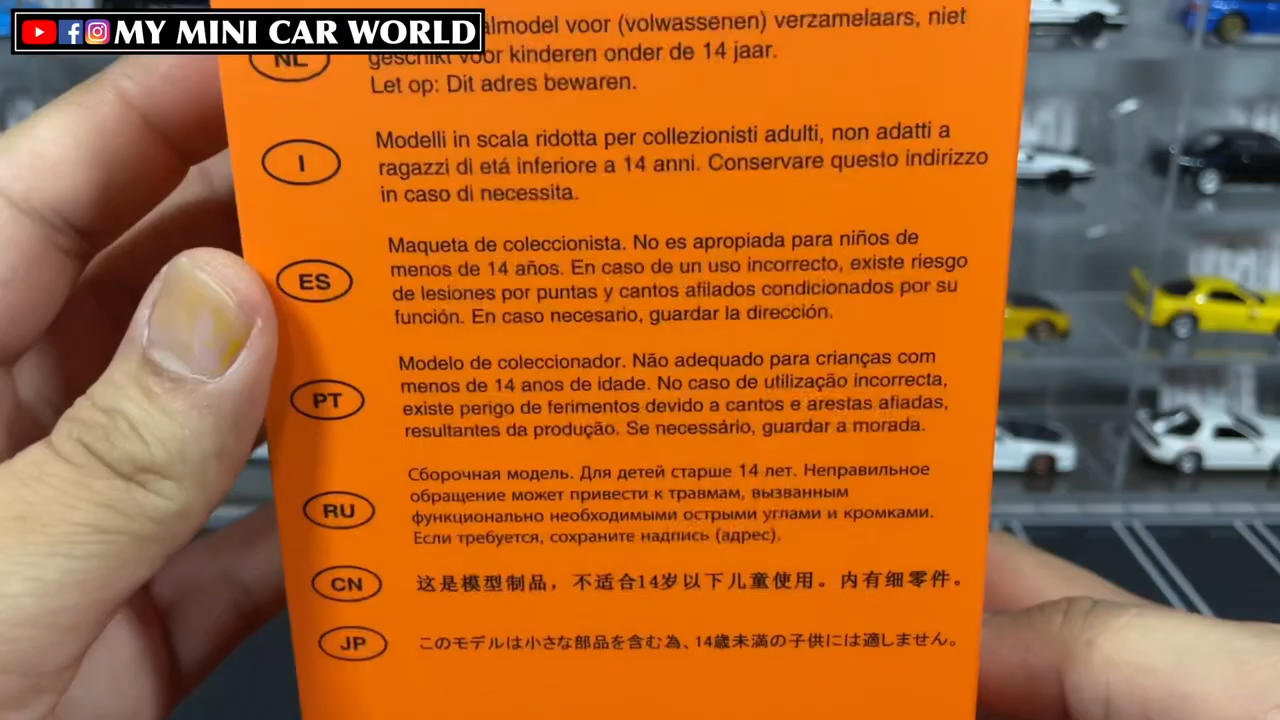 MY MINI CAR WORLD
almodel voor (volwassenen) verzamelaars, niet
NL
geschikt voor kinderen onder de 14 jaar.
Let op: Dit adres bewaren.
I
Modelli in scala ridotta per collezionisti adulti, non adatti a
ragazzi di etá inferiore a 14 anni. Conservare questo indirizzo
in caso di necessita.
ES
Maqueta de coleccionista. No es apropiada para niños de
menos de 14 años. En caso de un uso incorrecto, existe riesgo
de lesiones por puntas y cantos afilados condicionados por su
función. En caso necesario, guardar la dirección.
PT
Modelo de coleccionador. Não adequado para crianças com
menos de 14 anos de idade. No caso de utilização incorrecta,
existe perigo de ferimentos devido a cantos e arestas afiadas,
resultantes da produção. Se necessário, guardar a morada.
RU
Сборочная модель. Для детей старше 14 лет. Неправильное
обращение может привести к травмам, вызванным
функционально необходимыми острыми углами и кромками.
Если требуется, сохраните надпись (адрес).
CN
这是模型制品，不适合14岁以下儿童使用。内有细零件。
JP
このモデルは小さな部品を含む為、14歳未満の子供には適しません。